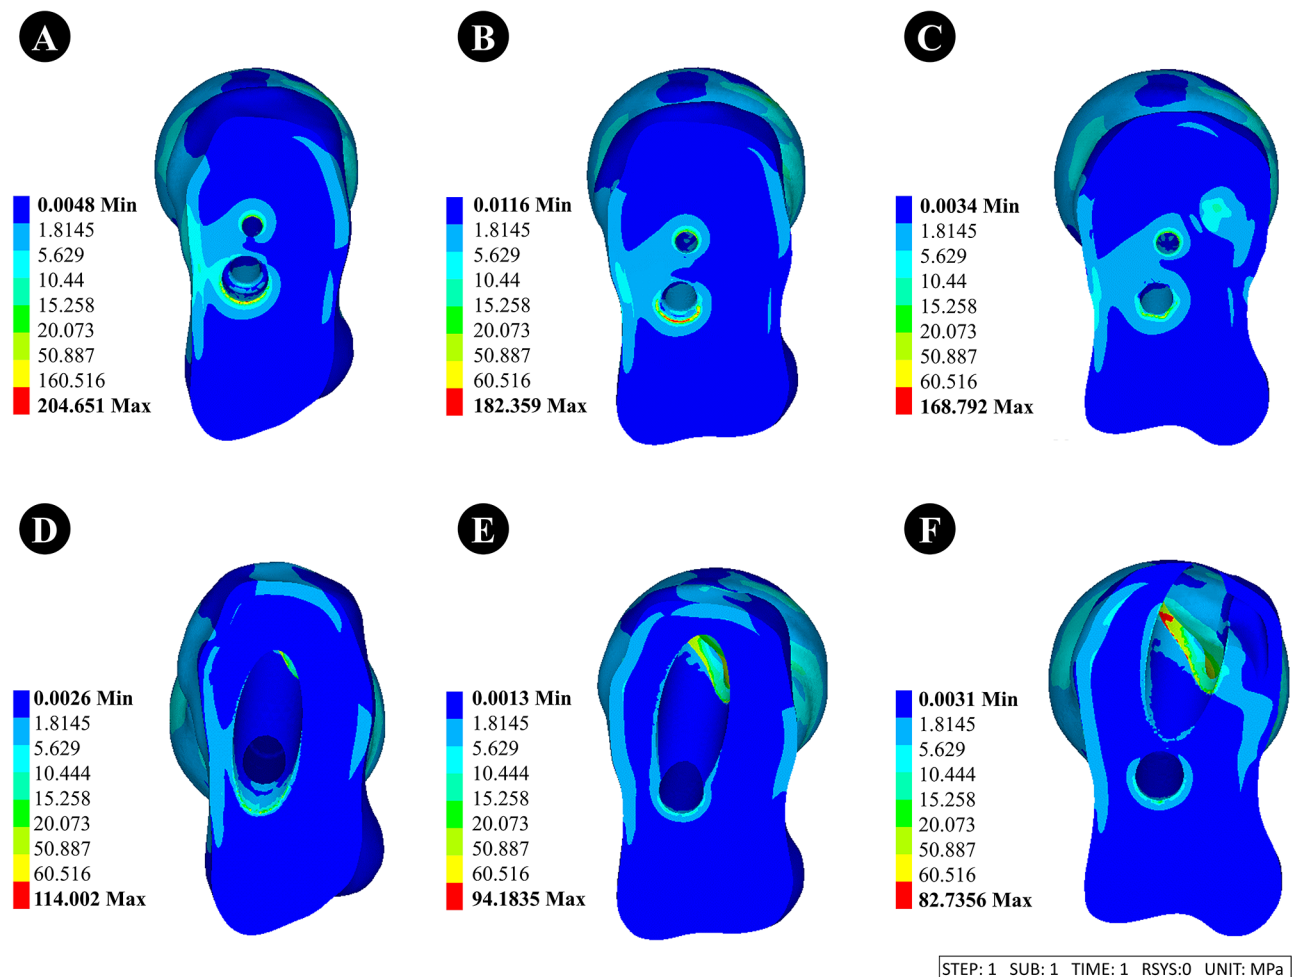 A
0.0048 Min
1.8145
5.629
10.44
15.258
20.073
50.887
160.516
204.651 Max
B
0.0116 Min
1.8145
5.629
10.44
15.258
20.073
50.887
60.516
182.359 Max
C
0.0034 Min
1.8145
5.629
10.44
15.258
20.073
50.887
60.516
168.792 Max
D
0.0026 Min
1.8145
5.629
10.444
15.258
20.073
50.887
60.516
114.002 Max
E
0.0013 Min
1.8145
5.629
10.444
15.258
20.073
50.887
60.516
94.1835 Max
F
0.0031 Min
1.8145
5.629
10.444
15.258
20.073
50.887
60.516
82.7356 Max
STEP: 1 SUB: 1 TIME: 1 RSYS:0 UNIT: MPa